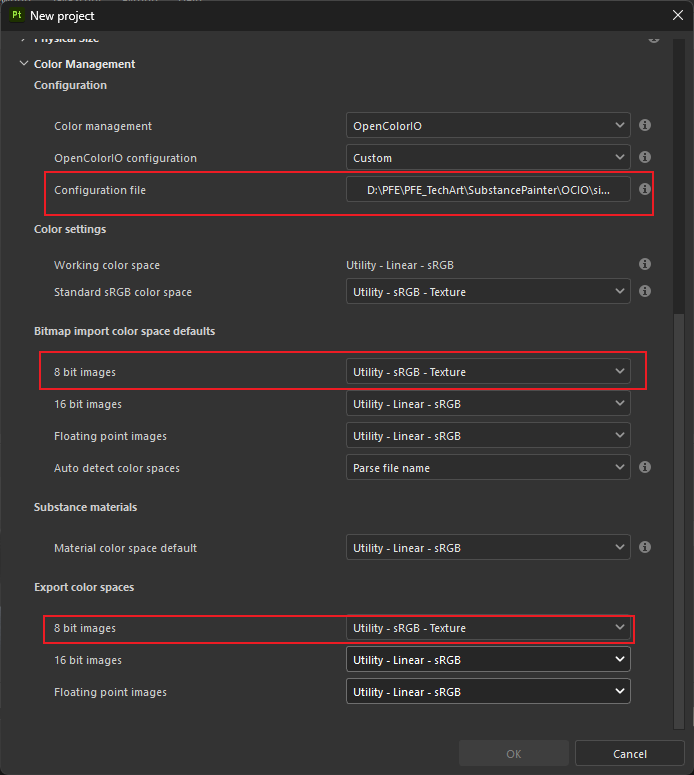 Pt New project
Physical Size
Color Management
Configuration
Color management OpenColorIO
OpenColorIO configuration Custom
Configuration file D:\PFE\PFE_TechArt\SubstancePainter\OCIO\si...
Color settings
Working color space Utility - Linear - sRGB
Standard sRGB color space Utility - sRGB - Texture
Bitmap import color space defaults
8 bit images Utility - sRGB - Texture
16 bit images Utility - Linear - sRGB
Floating point images Utility - Linear - sRGB
Auto detect color spaces Parse file name
Substance materials
Material color space default Utility - Linear - sRGB
Export color spaces
8 bit images Utility - sRGB - Texture
16 bit images Utility - Linear - sRGB
Floating point images Utility - Linear - sRGB
OK Cancel